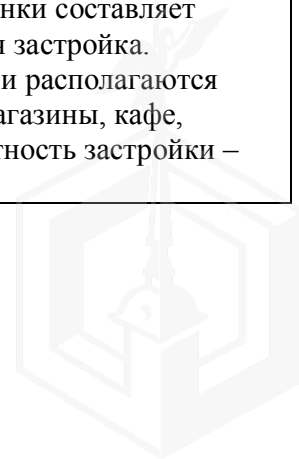 нки составляет
я застройка.
и располагаются
агазины, кафе,
тность застройки –